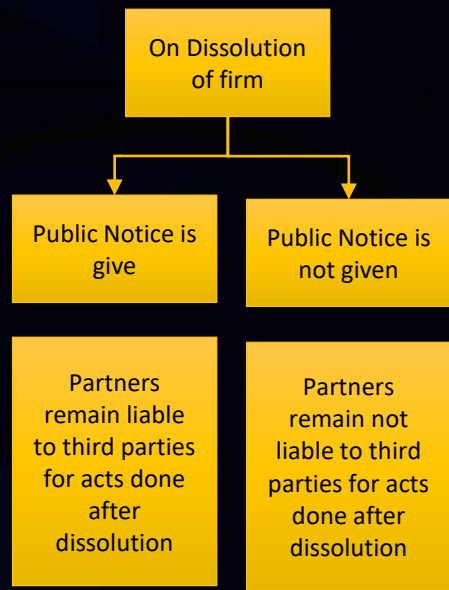 On Dissolution
of firm
Public Notice is
give
Public Notice is
not given
Partners
remain liable
to third parties
for acts done
after
dissolution
Partners
remain not
liable to third
parties for acts
done after
dissolution